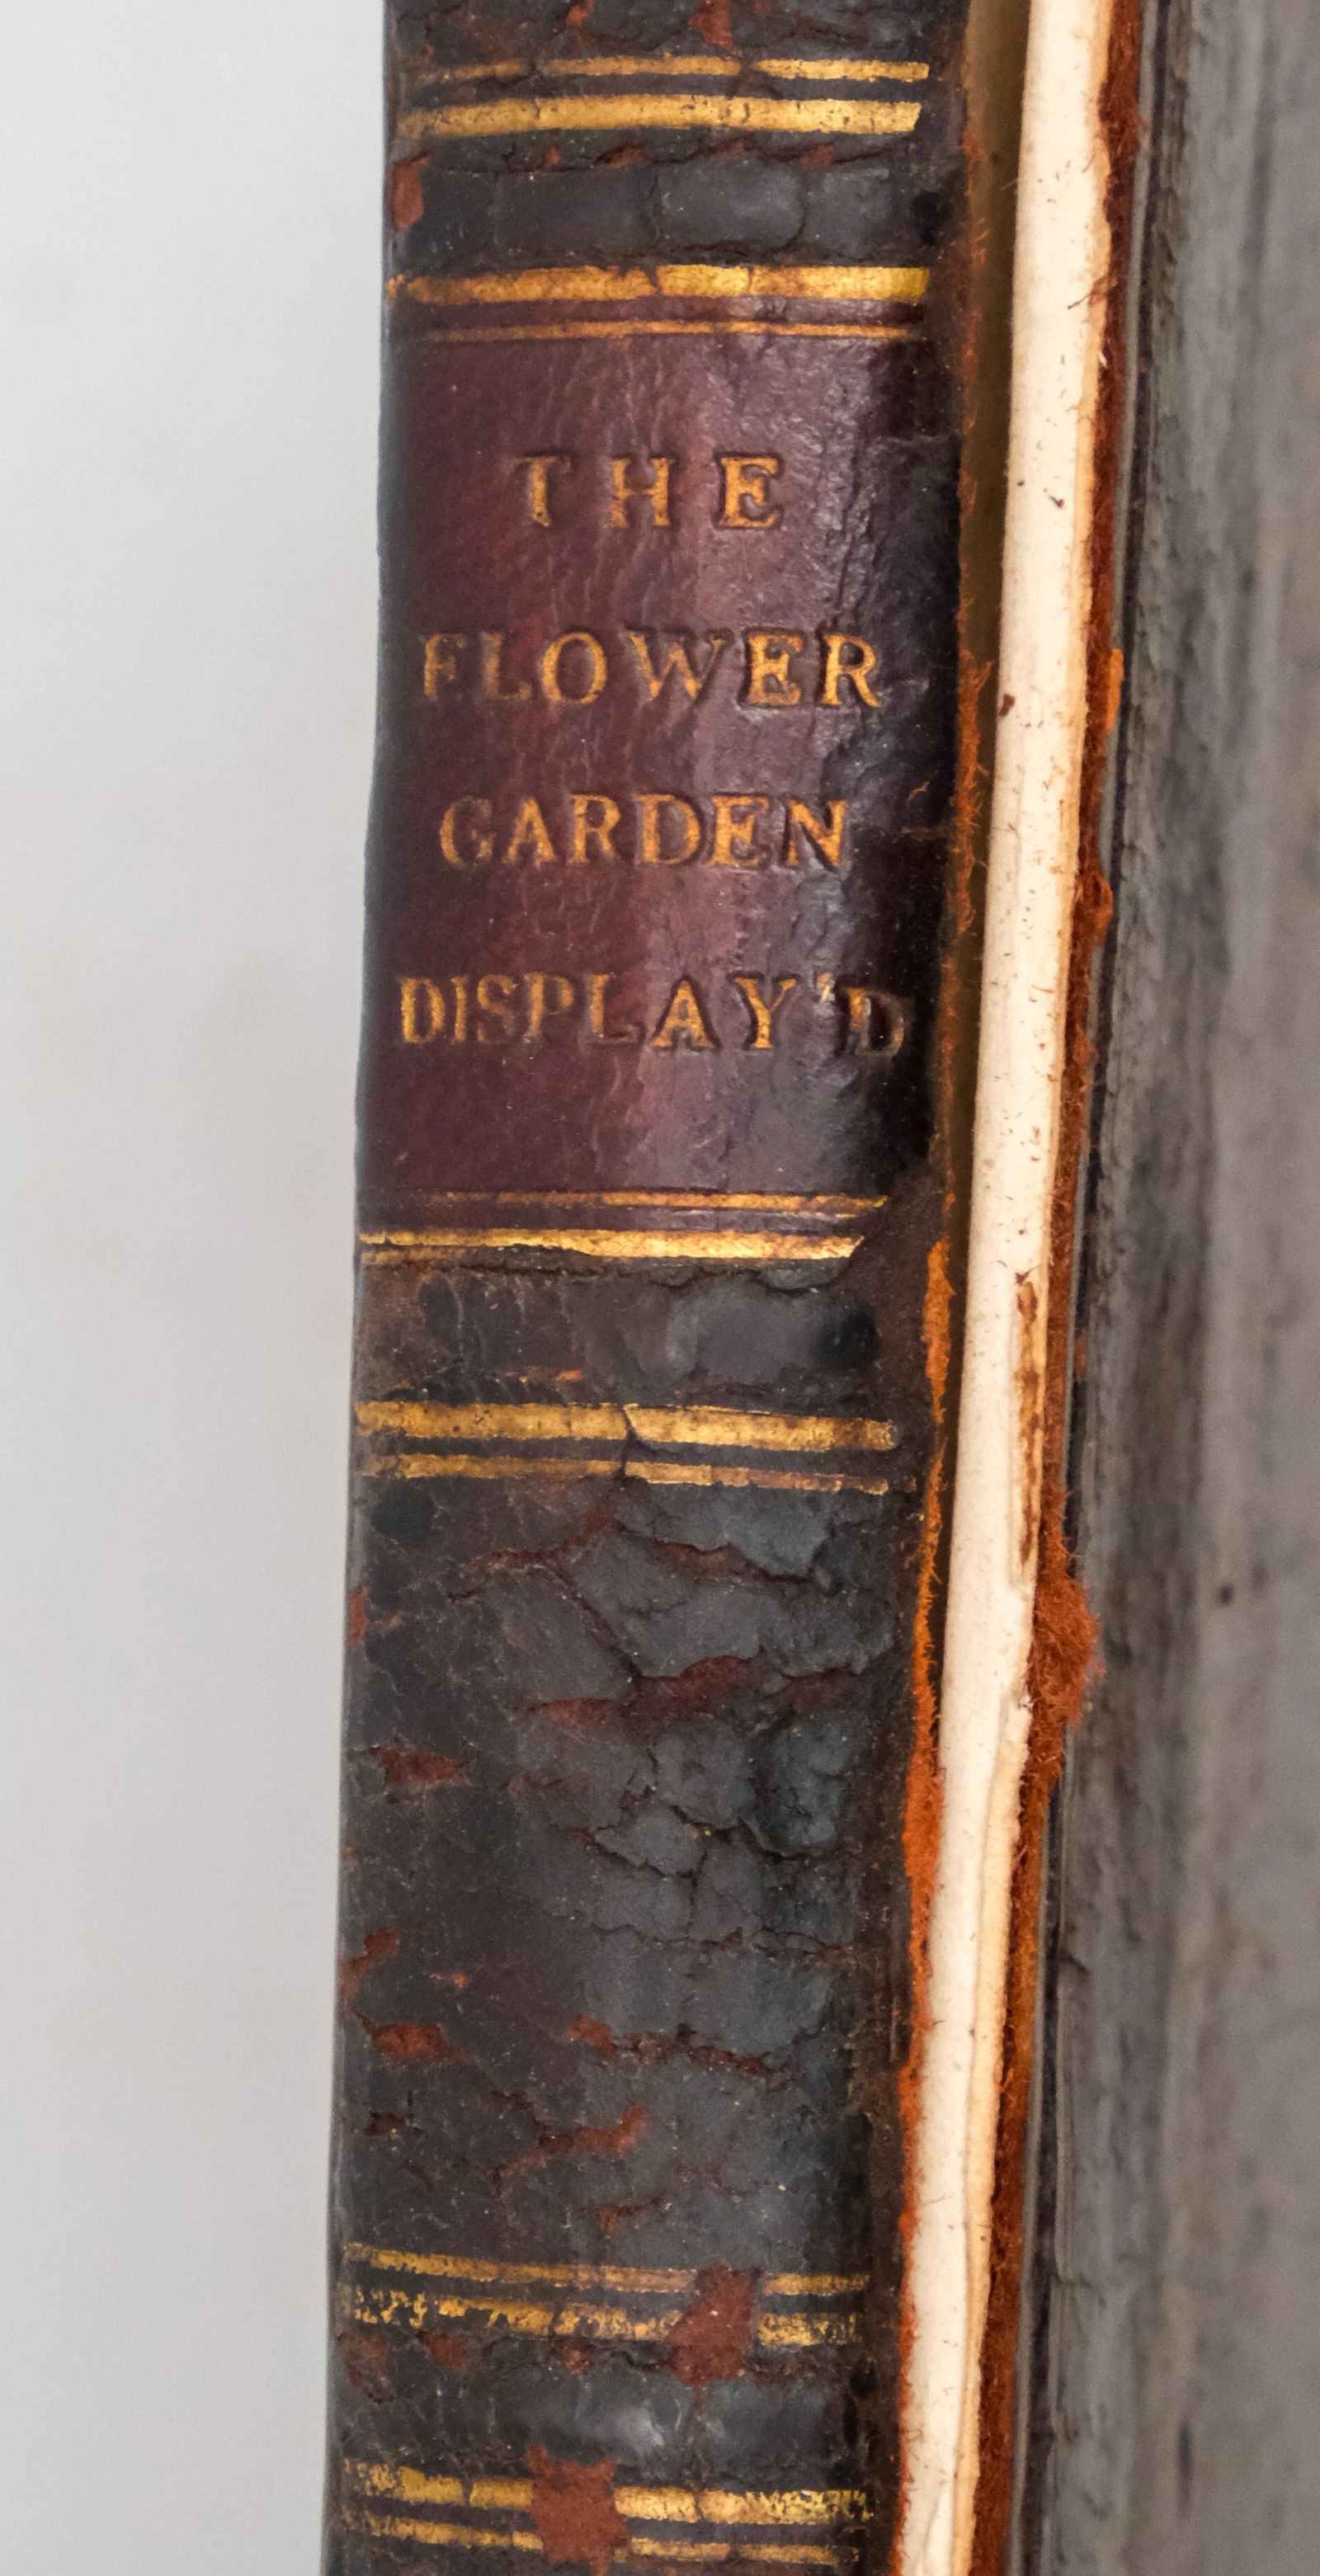 THE
FLOWER
GARDEN
DISPLAY'D